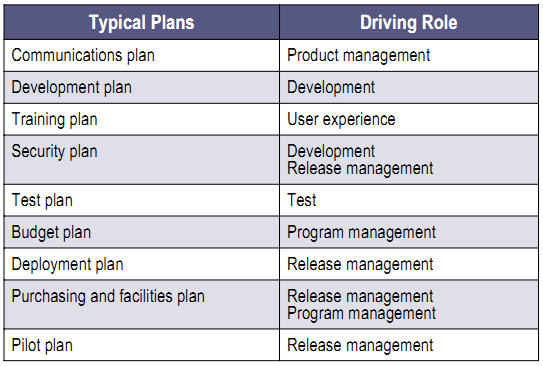 Typical Plans Driving Role
Communications plan Product management
Development plan Development
Training plan User experience
Security plan Development
Release management
Test plan Test
Budget plan Program management
Deployment plan Release management
Purchasing and facilities plan Release management
Program management
Pilot plan Release management